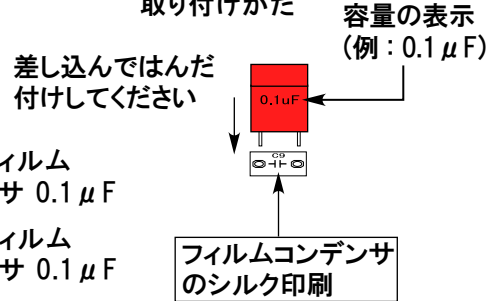 取り付けかた
容量の表示
(例：0.1μF)
差し込んではんだ
付けしてください
0.1uF
C9
ィルム
サ 0.1μF
ィルム
サ 0.1μF
フィルムコンデンサ
のシルク印刷